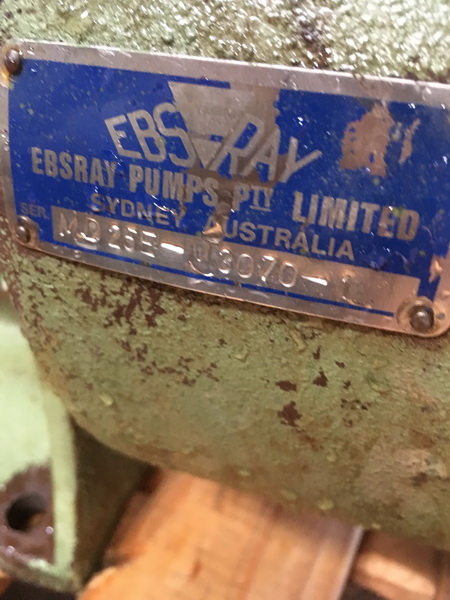 EBSRAY
EBSRAY PUMPS PTY LIMITED
SYDNEY, AUSTRALIA
SER.